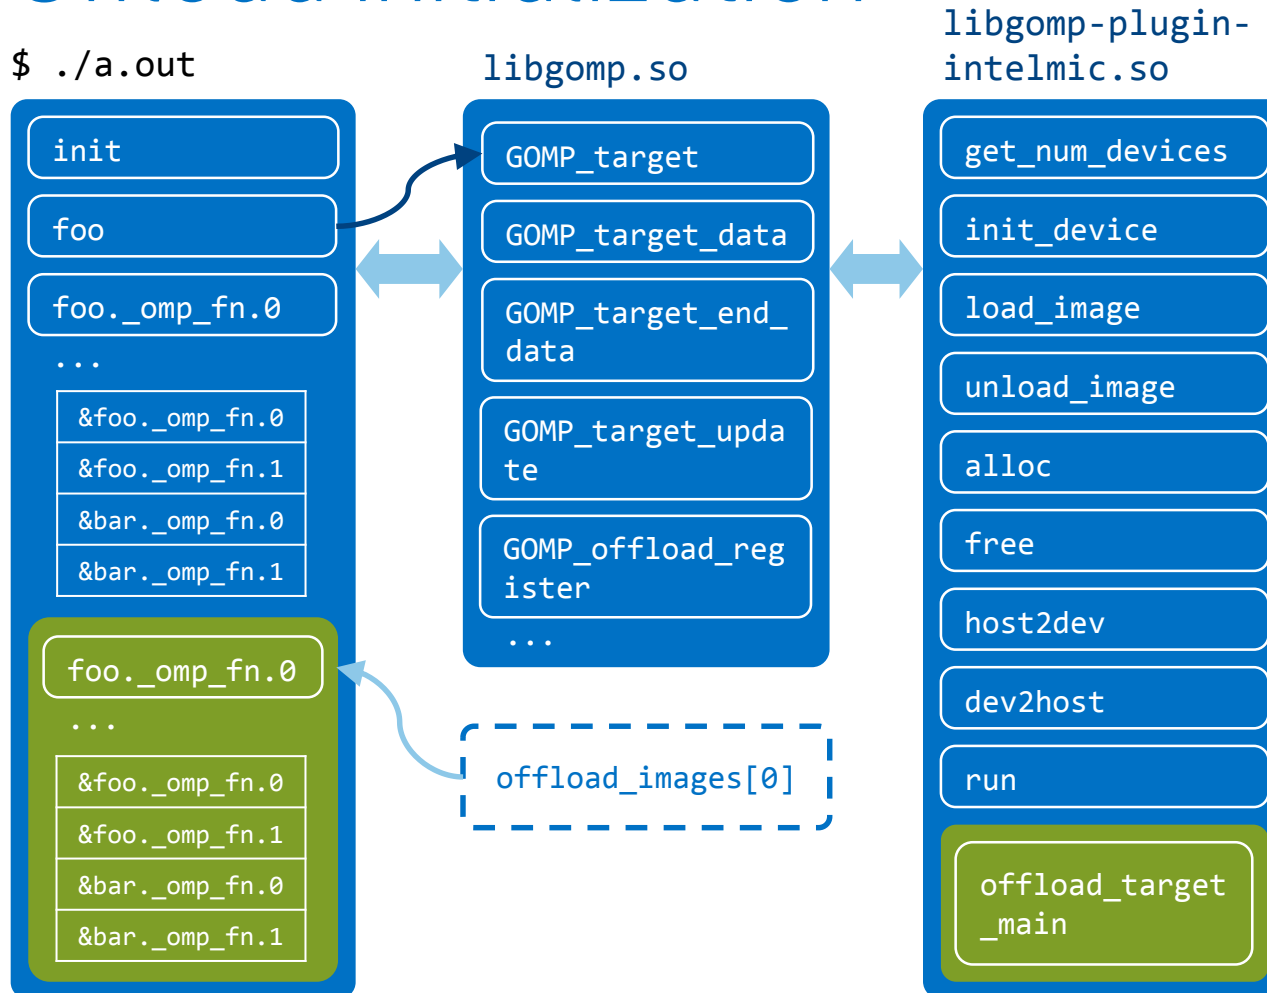 Offload initialization
$ ./a.out
init
foo
foo._omp_fn.0
...
&foo._omp_fn.0
&foo._omp_fn.1
&bar._omp_fn.0
&bar._omp_fn.1
foo._omp_fn.0
...
&foo._omp_fn.0
&foo._omp_fn.1
&bar._omp_fn.0
&bar._omp_fn.1
libgomp.so
GOMP_target
GOMP_target_data
GOMP_target_end_
data
GOMP_target_upda
te
GOMP_offload_reg
ister
...
offload_images[0]
libgomp-plugin-
intelmic.so
get_num_devices
init_device
load_image
unload_image
alloc
free
host2dev
dev2host
run
offload_target
_main